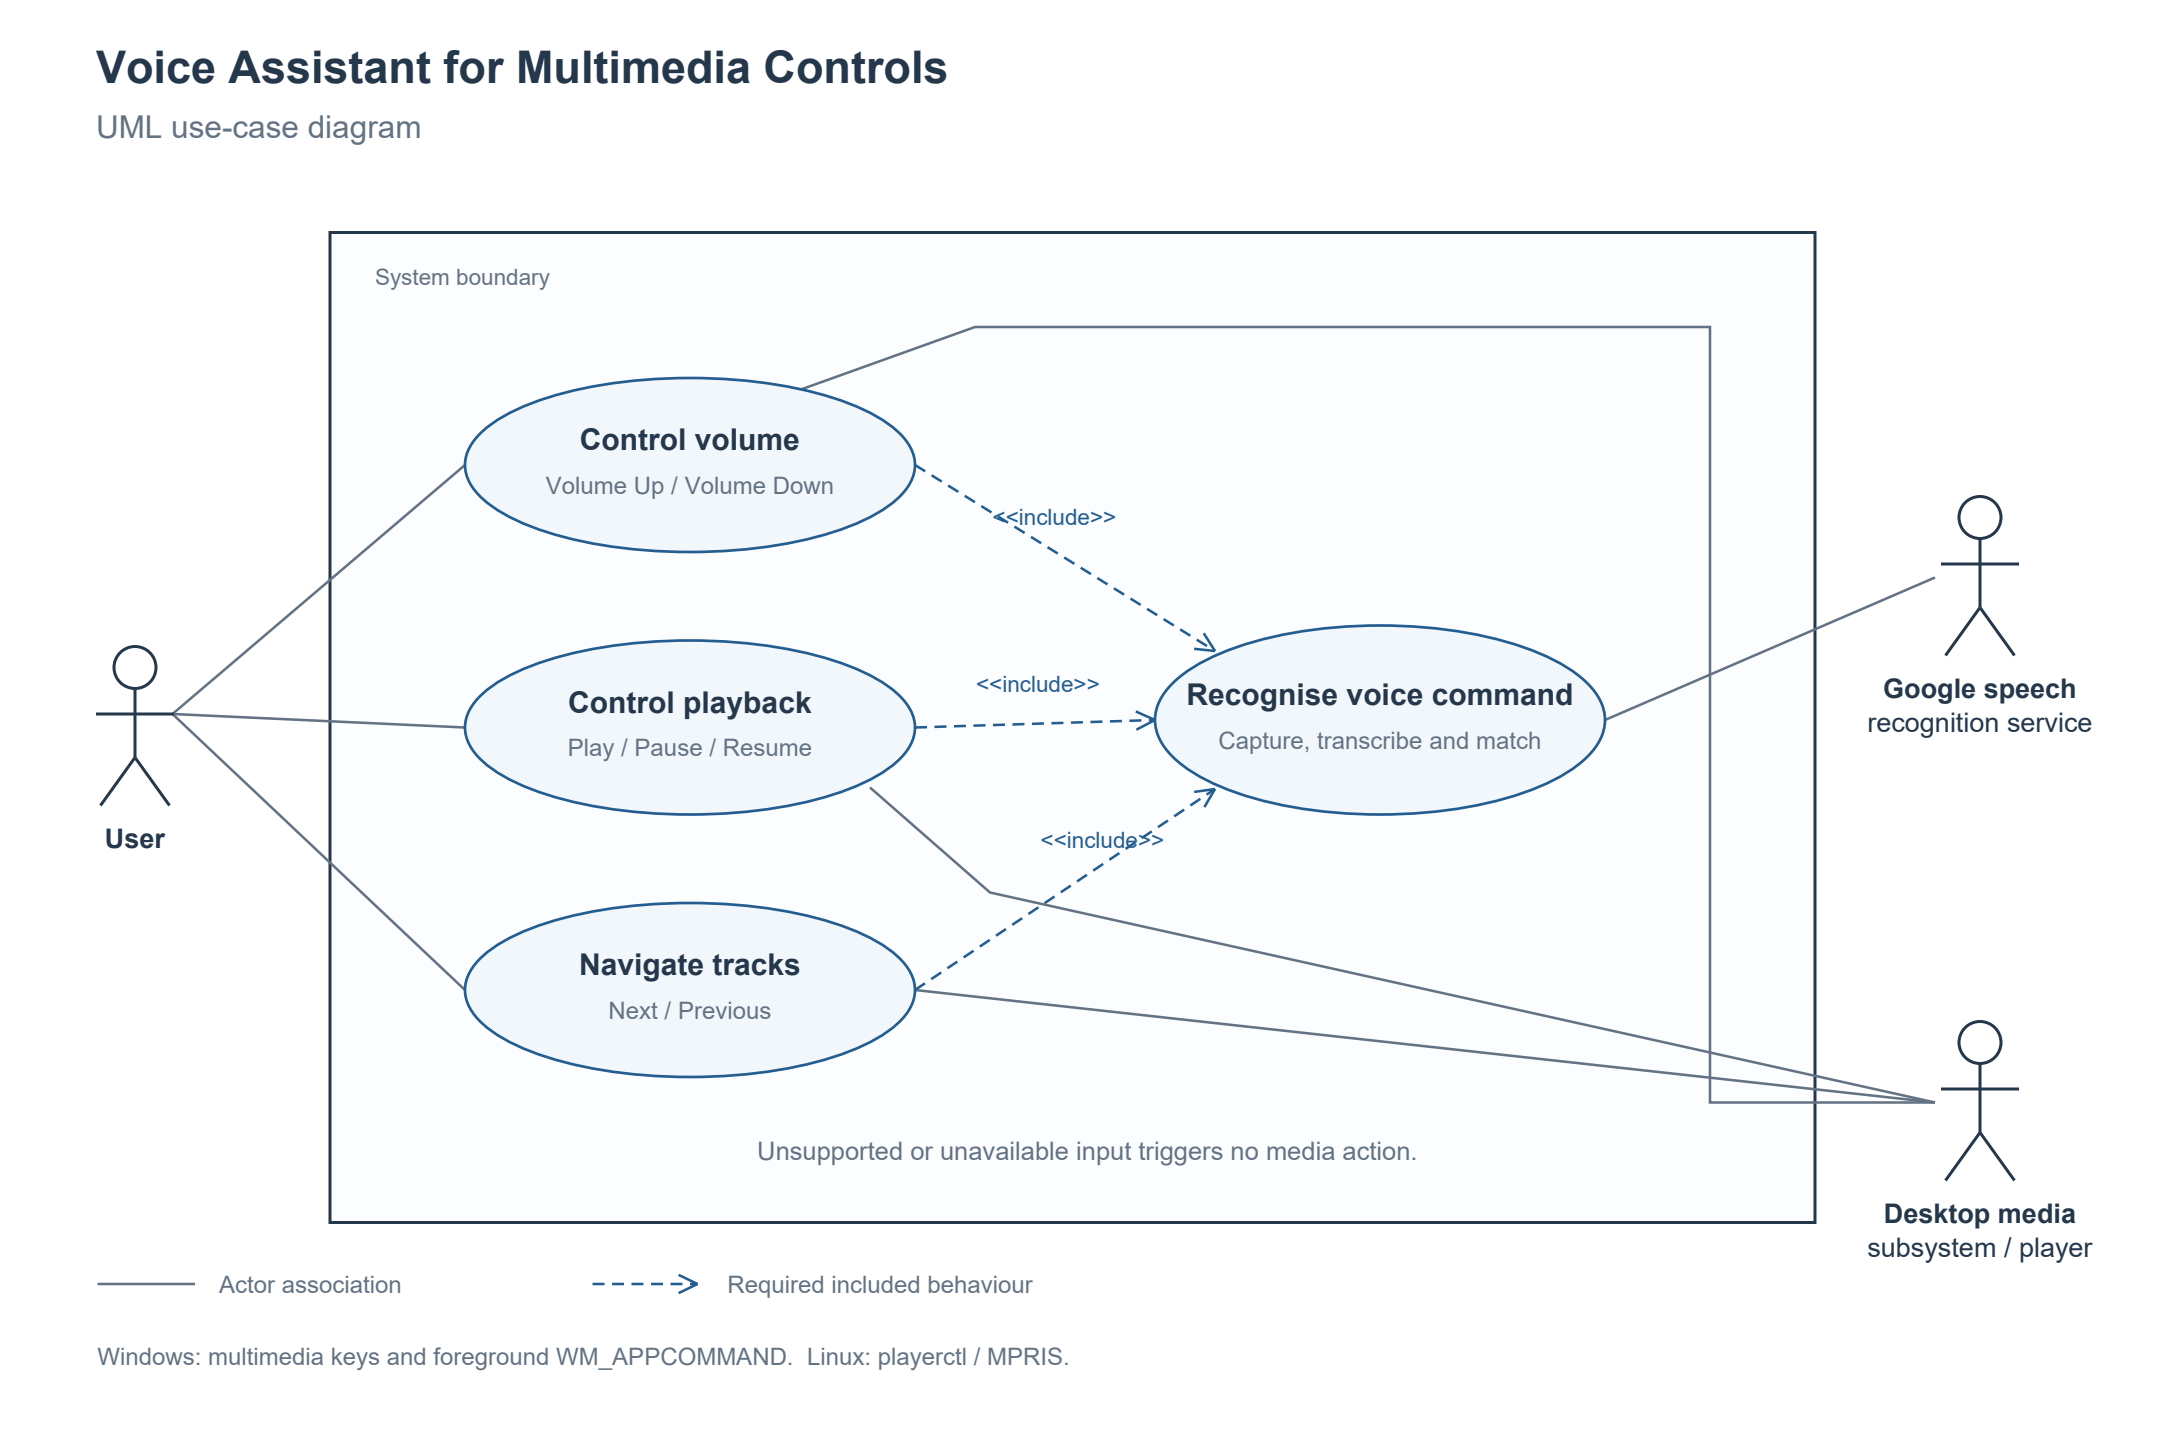 Voice Assistant for Multimedia Controls
UML use-case diagram
System boundary
Control volume
Volume Up / Volume Down
<<include>>
Control playback
Play / Pause / Resume
<<include>>
Recognise voice command
Capture, transcribe and match
Google speech
recognition service
User
<<include>>
Navigate tracks
Next / Previous
Unsupported or unavailable input triggers no media action.
Desktop media
subsystem / player
Actor association
Required included behaviour
Windows: multimedia keys and foreground WM_APPCOMMAND.  Linux: playerctl / MPRIS.